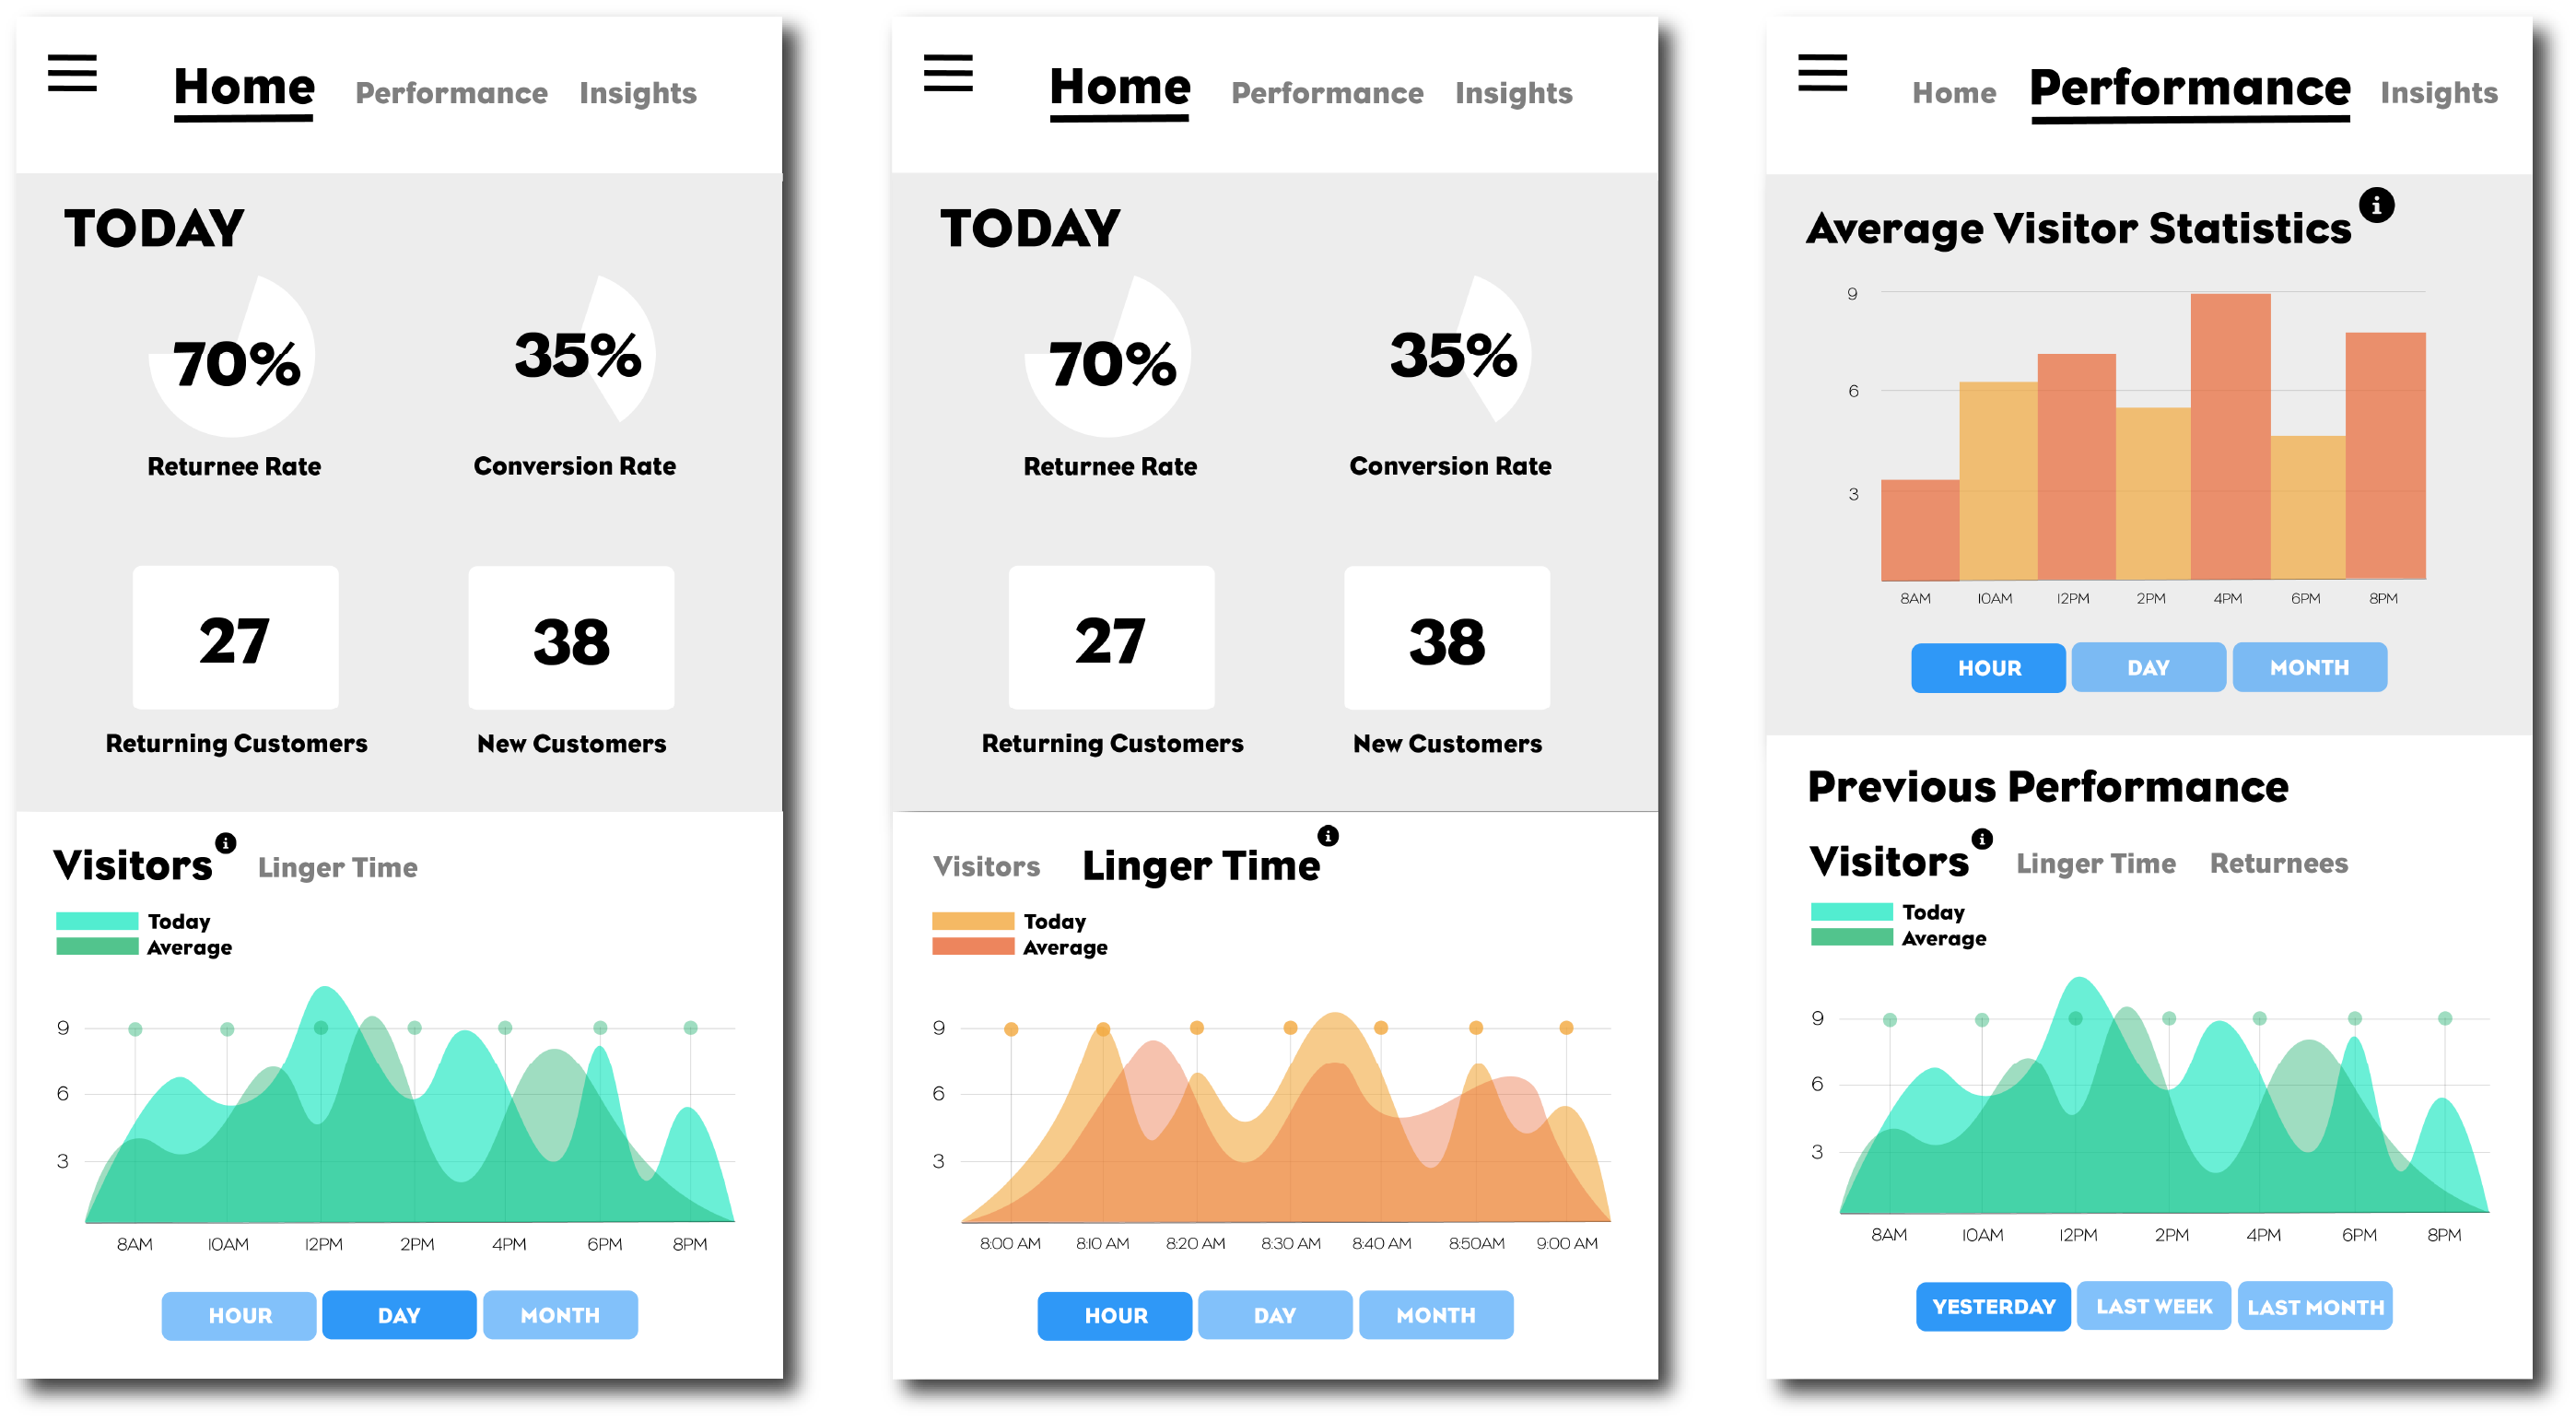 Home Performance Insights
TODAY
70% 35%
Returnee Rate Conversion Rate
27 38
Returning Customers New Customers
Visitors i Linger Time
Today
Average
9
6
3
8AM 10AM 12PM 2PM 4PM 6PM 8PM
HOUR DAY MONTH
Home Performance Insights
TODAY
70% 35%
Returnee Rate Conversion Rate
27 38
Returning Customers New Customers
Visitors Linger Time i
Today
Average
9
6
3
8:00 AM 8:10 AM 8:20 AM 8:30 AM 8:40 AM 8:50AM 9:00 AM
HOUR DAY MONTH
Home Performance Insights
Average Visitor Statistics i
9
6
3
8AM 10AM 12PM 2PM 4PM 6PM 8PM
HOUR DAY MONTH
Previous Performance
Visitors i Linger Time Returnees
Today
Average
9
6
3
8AM 10AM 12PM 2PM 4PM 6PM 8PM
YESTERDAY LAST WEEK LAST MONTH